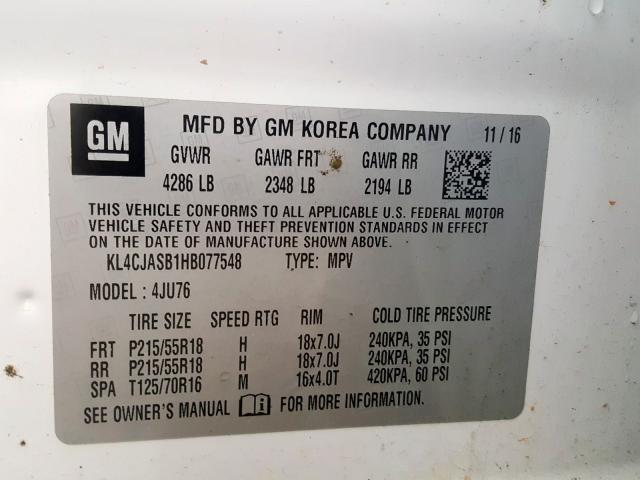 GM MFD BY GM KOREA COMPANY 11/16
GVWR GAWR FRT GAWR RR
4286 LB 2348 LB 2194 LB
THIS VEHICLE CONFORMS TO ALL APPLICABLE U.S. FEDERAL MOTOR
VEHICLE SAFETY AND THEFT PREVENTION STANDARDS IN EFFECT
ON THE DATE OF MANUFACTURE SHOWN ABOVE.
KL4CJASB1HB077548 TYPE: MPV
MODEL: 4JU76
TIRE SIZE SPEED RTG RIM COLD TIRE PRESSURE
FRT P215/55R18 H 18x7.0J 240KPA, 35 PSI
RR P215/55R18 H 18x7.0J 240KPA, 35 PSI
SPA T125/70R16 M 16x4.0T 420KPA, 60 PSI
SEE OWNER'S MANUAL FOR MORE INFORMATION.